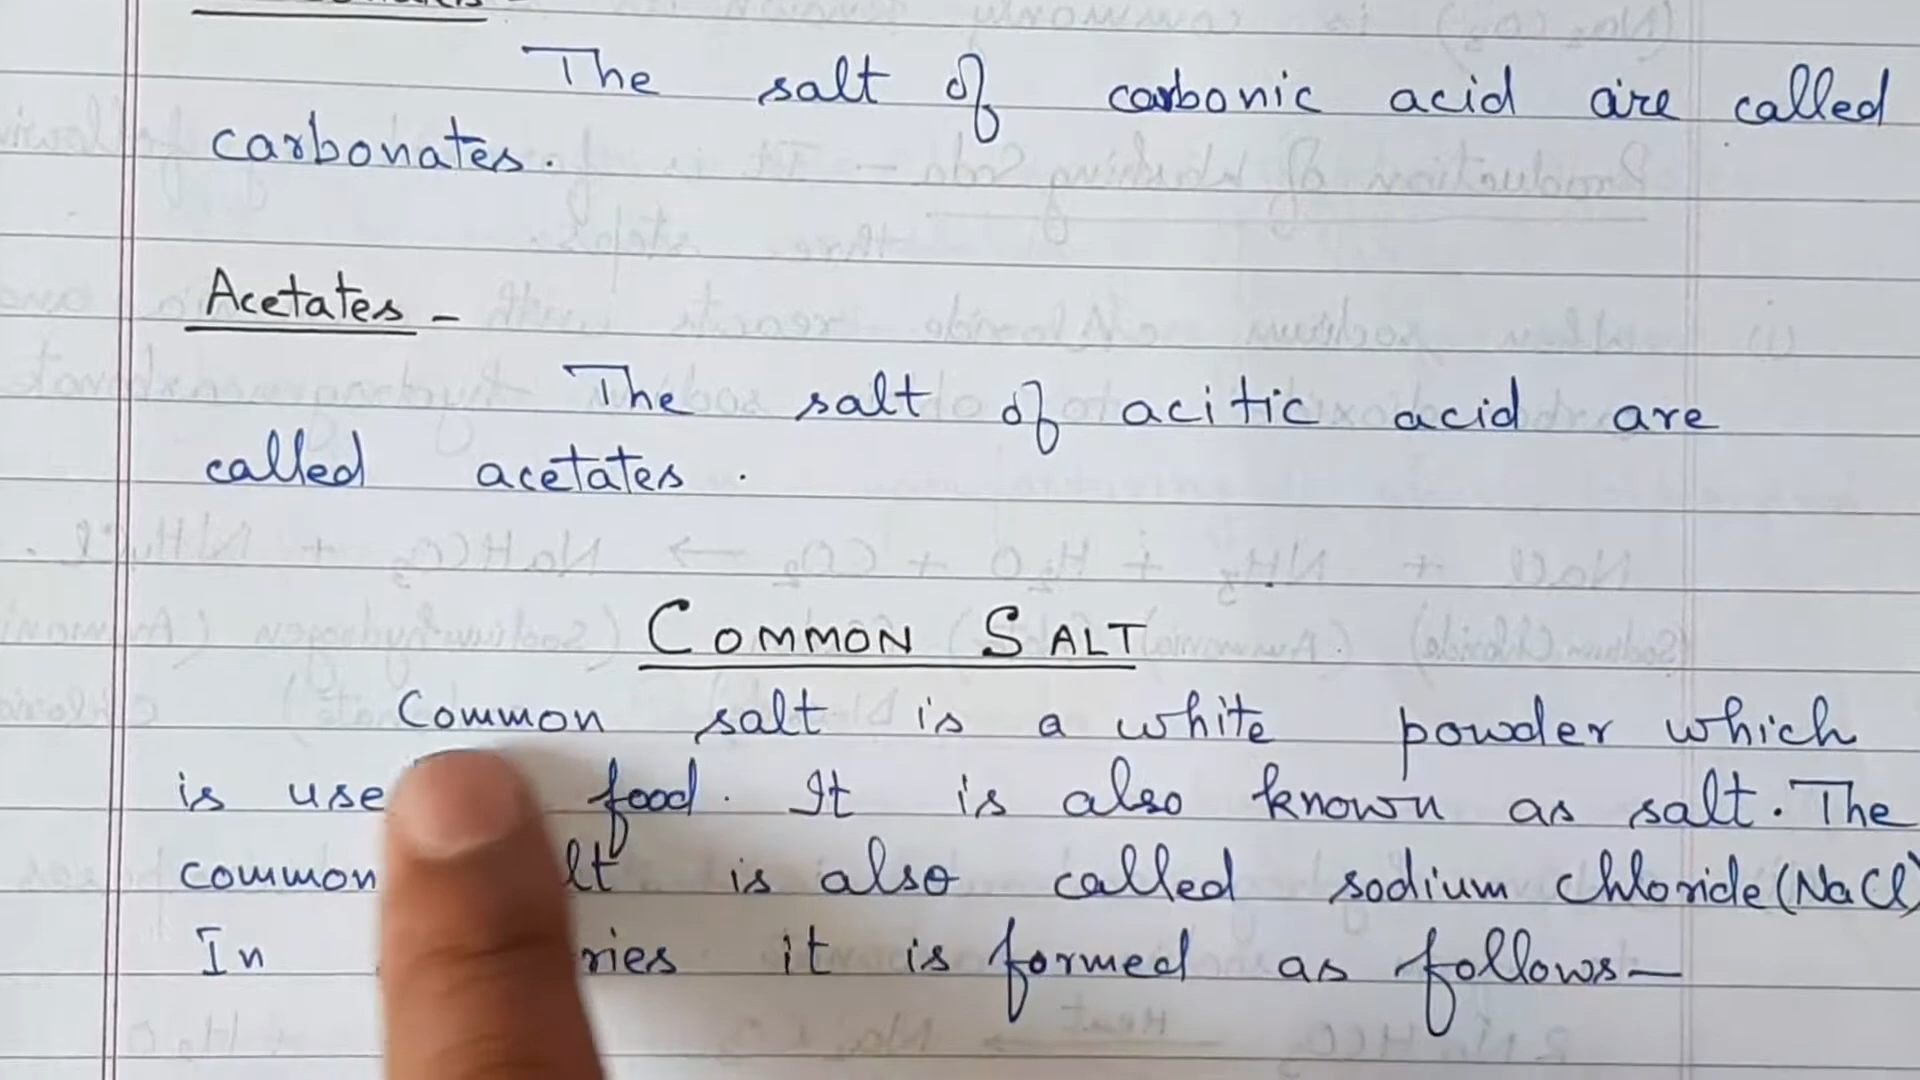 The salt of carbonic acid are called
carbonates.
Acetates -
The salt of acitic acid are
called acetates.
COMMON SALT
Common salt is a white powder which
is food. It is also known as salt. The
common is also called sodium chloride (NaCl)
In it is formed as follows—